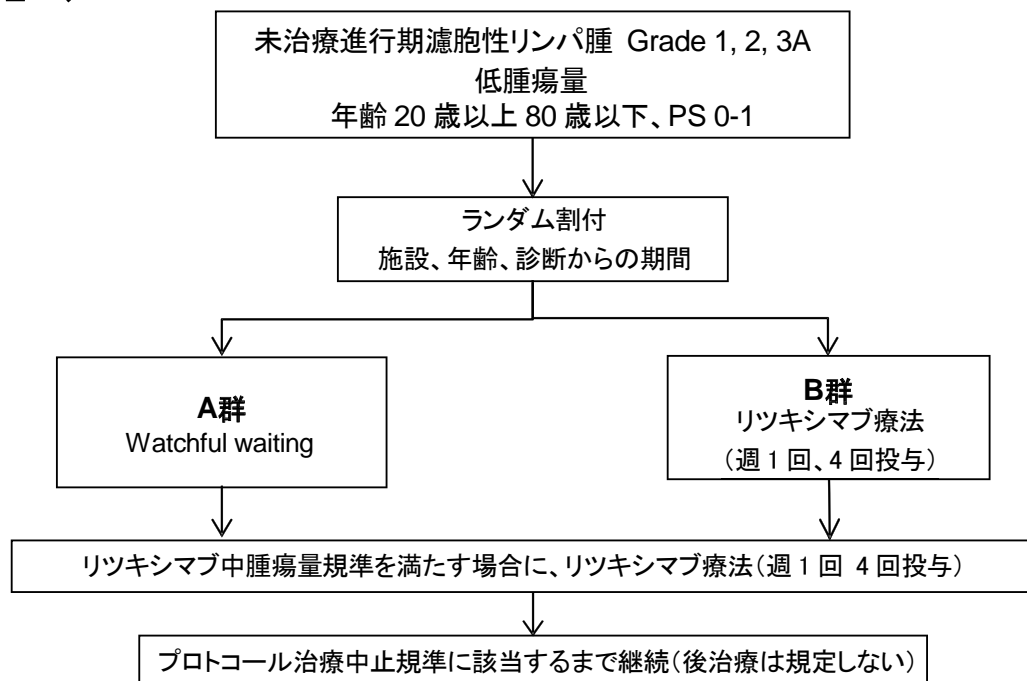 未治療進行期濾胞性リンパ腫 Grade 1, 2, 3A
低腫瘍量
年齢 20 歳以上 80 歳以下、PS 0-1
ランダム割付
施設、年齢、診断からの期間
A群
Watchful waiting
B群
リツキシマブ療法
（週 1 回、4 回投与）
リツキシマブ中腫瘍量規準を満たす場合に、リツキシマブ療法（週 1 回 4 回投与）
プロトコール治療中止規準に該当するまで継続（後治療は規定しない）